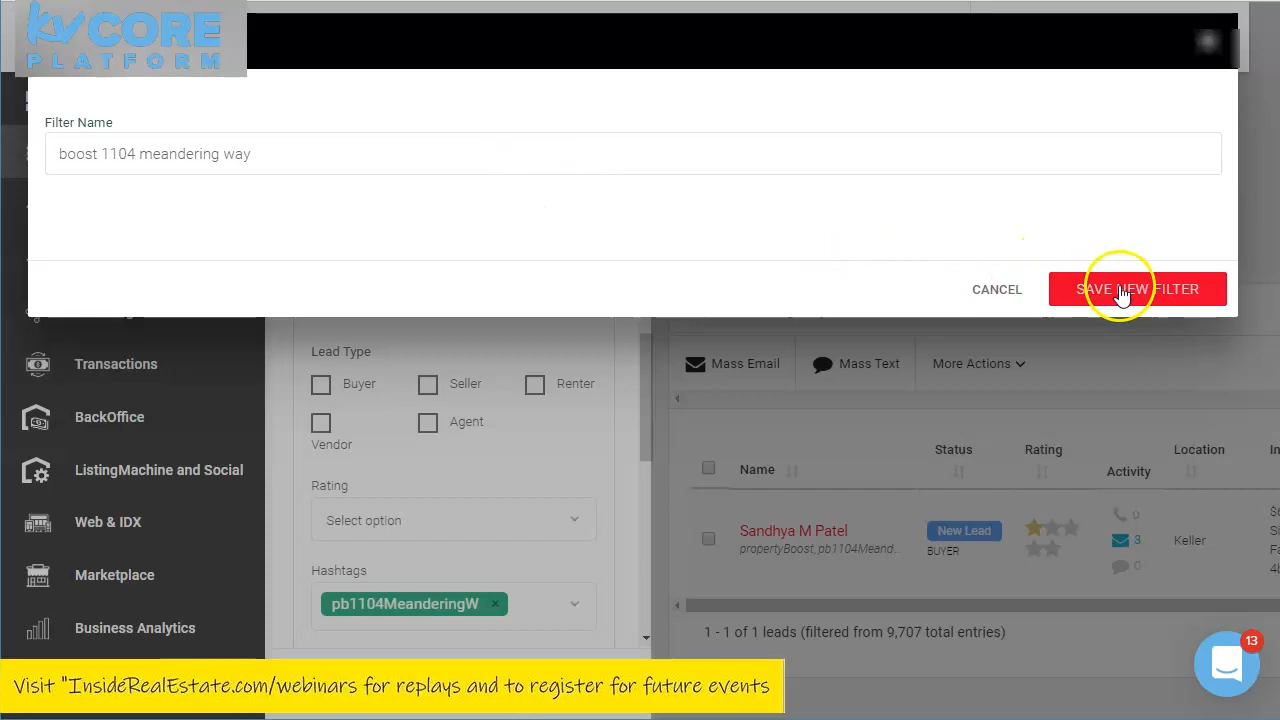 kvCORE
PLATFORM
Filter Name
boost 1104 meandering way
CANCEL
SAVE NEW FILTER
Transactions
BackOffice
ListingMachine and Social
Web & IDX
Marketplace
Business Analytics
Lead Type
Buyer
Seller
Renter
Agent
Vendor
Rating
Select option
Hashtags
pb1104MeanderingW ×
Mass Email
Mass Text
More Actions
Name
Status
Rating
Activity
Location
Sandhya M Patel
propertyBoost, pb1104Meand..
New Lead
BUYER
0
3
0
Keller
1 - 1 of 1 leads (filtered from 9,707 total entries)
13
Visit "InsideRealEstate.com/webinars for replays and to register for future events